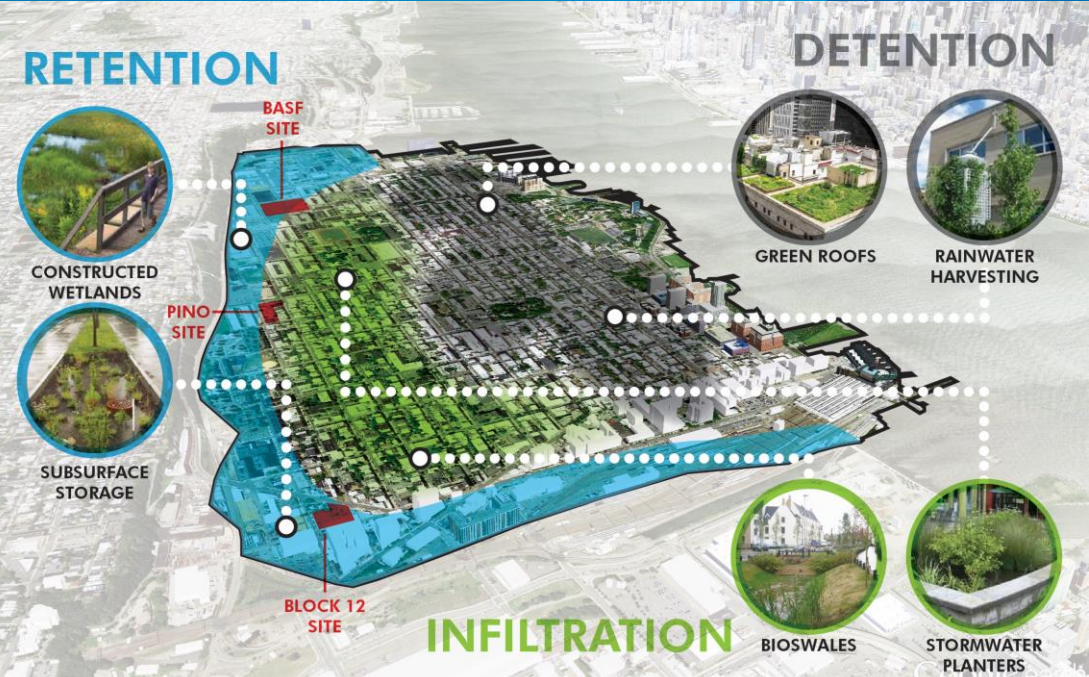 RETENTION
DETENTION
BASF
SITE
CONSTRUCTED
WETLANDS
GREEN ROOFS
RAINWATER
HARVESTING
PINO
SITE
SUBSURFACE
STORAGE
BLOCK 12
SITE
INFILTRATION
BIOSWALES
STORMWATER
PLANTERS